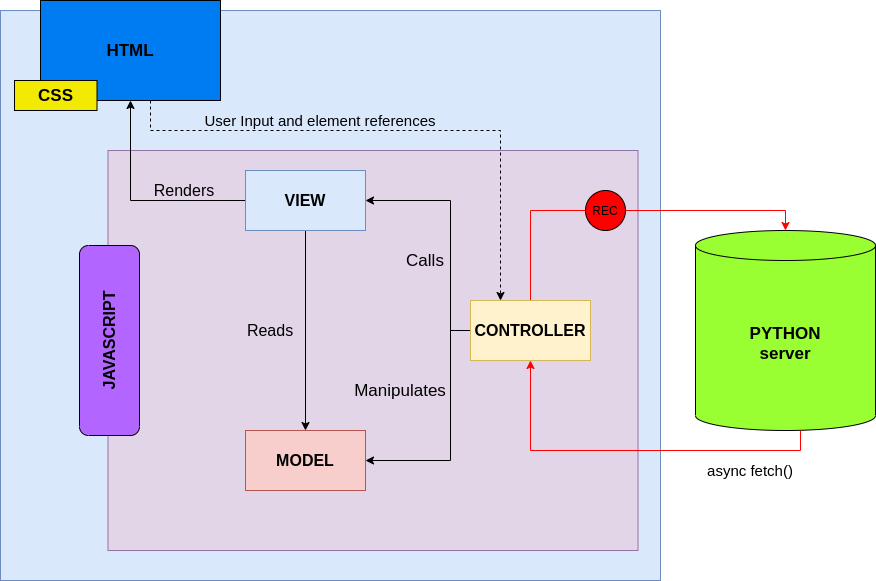 HTML
CSS
User Input and element references
Renders
VIEW
REC
Calls
JAVASCRIPT
Reads
CONTROLLER
PYTHON
server
Manipulates
MODEL
async fetch()